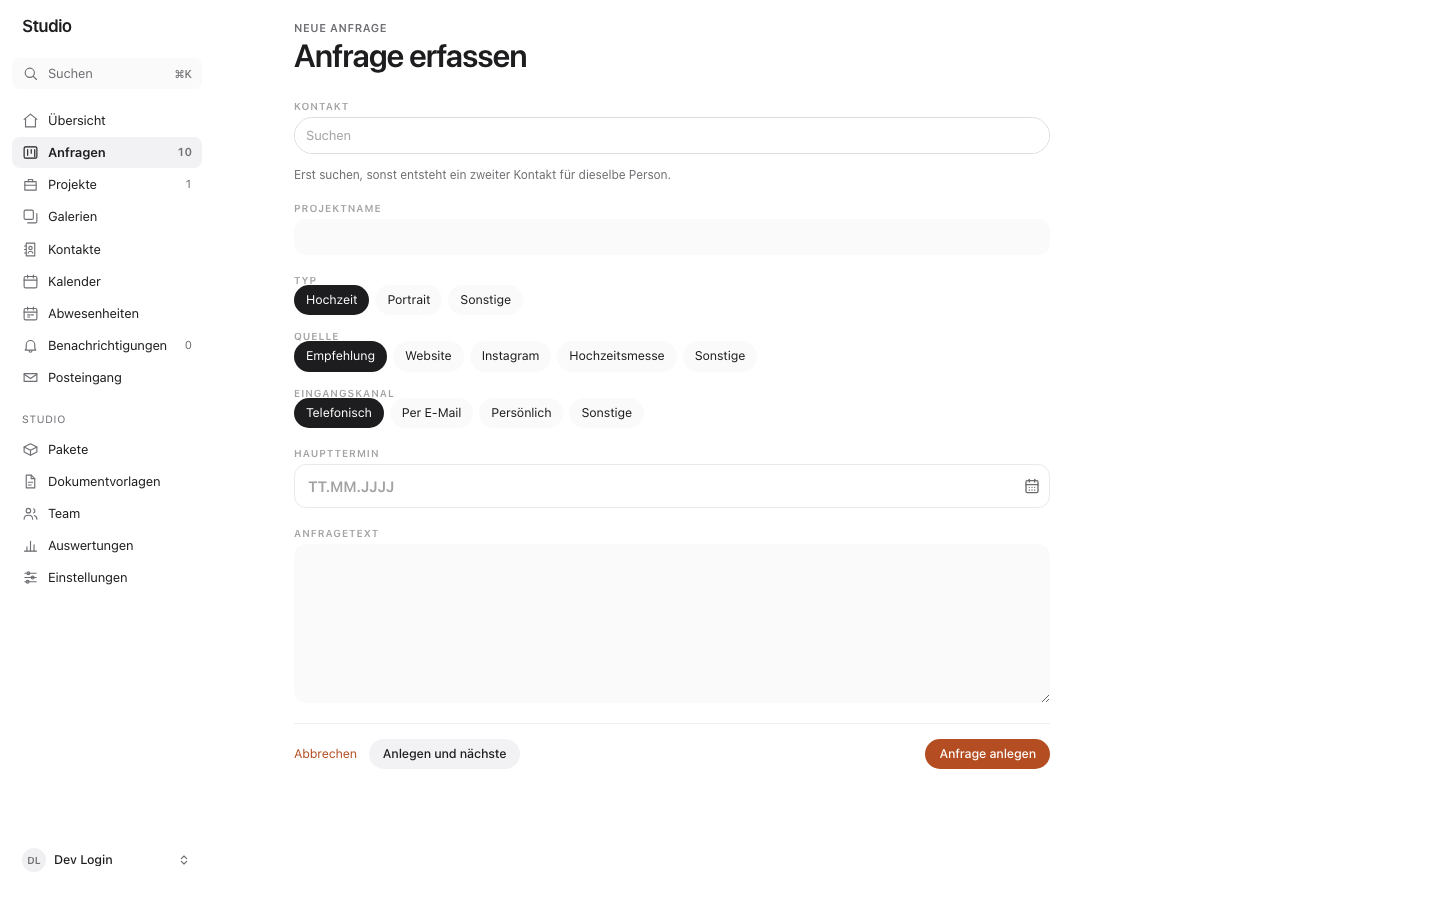 Studio
Suchen ⌘K
Übersicht
Anfragen 10
Projekte 1
Galerien
Kontakte
Kalender
Abwesenheiten
Benachrichtigungen 0
Posteingang
STUDIO
Pakete
Dokumentvorlagen
Team
Auswertungen
Einstellungen
DL Dev Login
NEUE ANFRAGE
Anfrage erfassen
KONTAKT
Suchen
Erst suchen, sonst entsteht ein zweiter Kontakt für dieselbe Person.
PROJEKTNAME
TYP
Hochzeit Portrait Sonstige
QUELLE
Empfehlung Website Instagram Hochzeitsmesse Sonstige
EINGANGSKANAL
Telefonisch Per E-Mail Persönlich Sonstige
HAUPTTERMIN
TT.MM.JJJJ
ANFRAGETEXT
Abbrechen Anlegen und nächste Anfrage anlegen